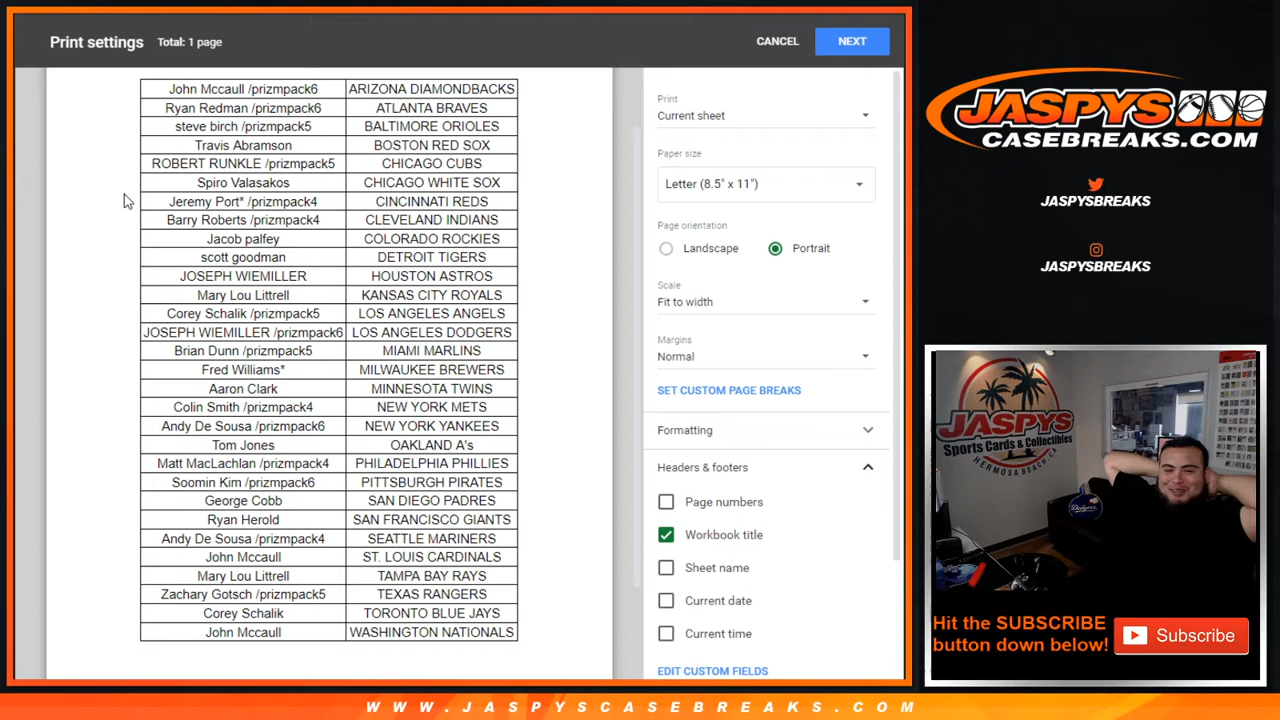 Print settings Total: 1 page CANCEL NEXT
John Mccaull /prizmpack6 ARIZONA DIAMONDBACKS
Ryan Redman /prizmpack6 ATLANTA BRAVES
steve birch /prizmpack5 BALTIMORE ORIOLES
Travis Abramson BOSTON RED SOX
ROBERT RUNKLE /prizmpack5 CHICAGO CUBS
Spiro Valasakos CHICAGO WHITE SOX
Jeremy Port* /prizmpack4 CINCINNATI REDS
Barry Roberts /prizmpack4 CLEVELAND INDIANS
Jacob palfey COLORADO ROCKIES
scott goodman DETROIT TIGERS
JOSEPH WIEMILLER HOUSTON ASTROS
Mary Lou Littrell KANSAS CITY ROYALS
Corey Schalik /prizmpack5 LOS ANGELES ANGELS
JOSEPH WIEMILLER /prizmpack6 LOS ANGELES DODGERS
Brian Dunn /prizmpack5 MIAMI MARLINS
Fred Williams* MILWAUKEE BREWERS
Aaron Clark MINNESOTA TWINS
Colin Smith /prizmpack4 NEW YORK METS
Andy De Sousa /prizmpack6 NEW YORK YANKEES
Tom Jones OAKLAND A's
Matt MacLachlan /prizmpack4 PHILADELPHIA PHILLIES
Soomin Kim /prizmpack6 PITTSBURGH PIRATES
George Cobb SAN DIEGO PADRES
Ryan Herold SAN FRANCISCO GIANTS
Andy De Sousa /prizmpack4 SEATTLE MARINERS
John Mccaull ST. LOUIS CARDINALS
Mary Lou Littrell TAMPA BAY RAYS
Zachary Gotsch /prizmpack5 TEXAS RANGERS
Corey Schalik TORONTO BLUE JAYS
John Mccaull WASHINGTON NATIONALS
Print
Current sheet
Paper size
Letter (8.5" x 11")
Page orientation
Landscape Portrait
Scale
Fit to width
Margins
Normal
SET CUSTOM PAGE BREAKS
Formatting
Headers & footers
Page numbers
Workbook title
Sheet name
Current date
Current time
EDIT CUSTOM FIELDS
JASPYS
CASEBREAKS.COM
JASPYSBREAKS
JASPYSBREAKS
JASPYS
Sports Cards & Collectibles
HERMOSA BEACH, CA
Dodgers
Hit the SUBSCRIBE
button down below!
Subscribe
WWW.JASPYSCASEBREAKS.COM